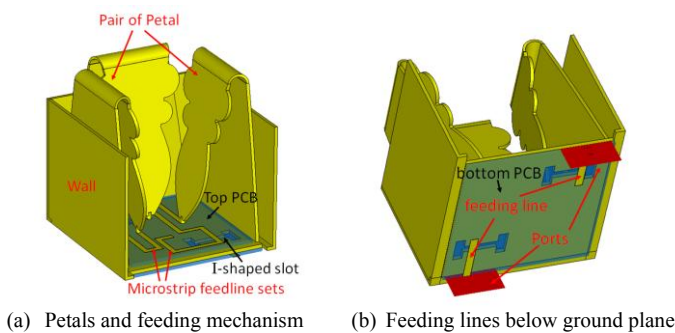 Pair of Petal
Wall
Top PCB
I-shaped slot
Microstrip feedline sets
bottom PCB
feeding line
Ports
(a) Petals and feeding mechanism
(b) Feeding lines below ground plane